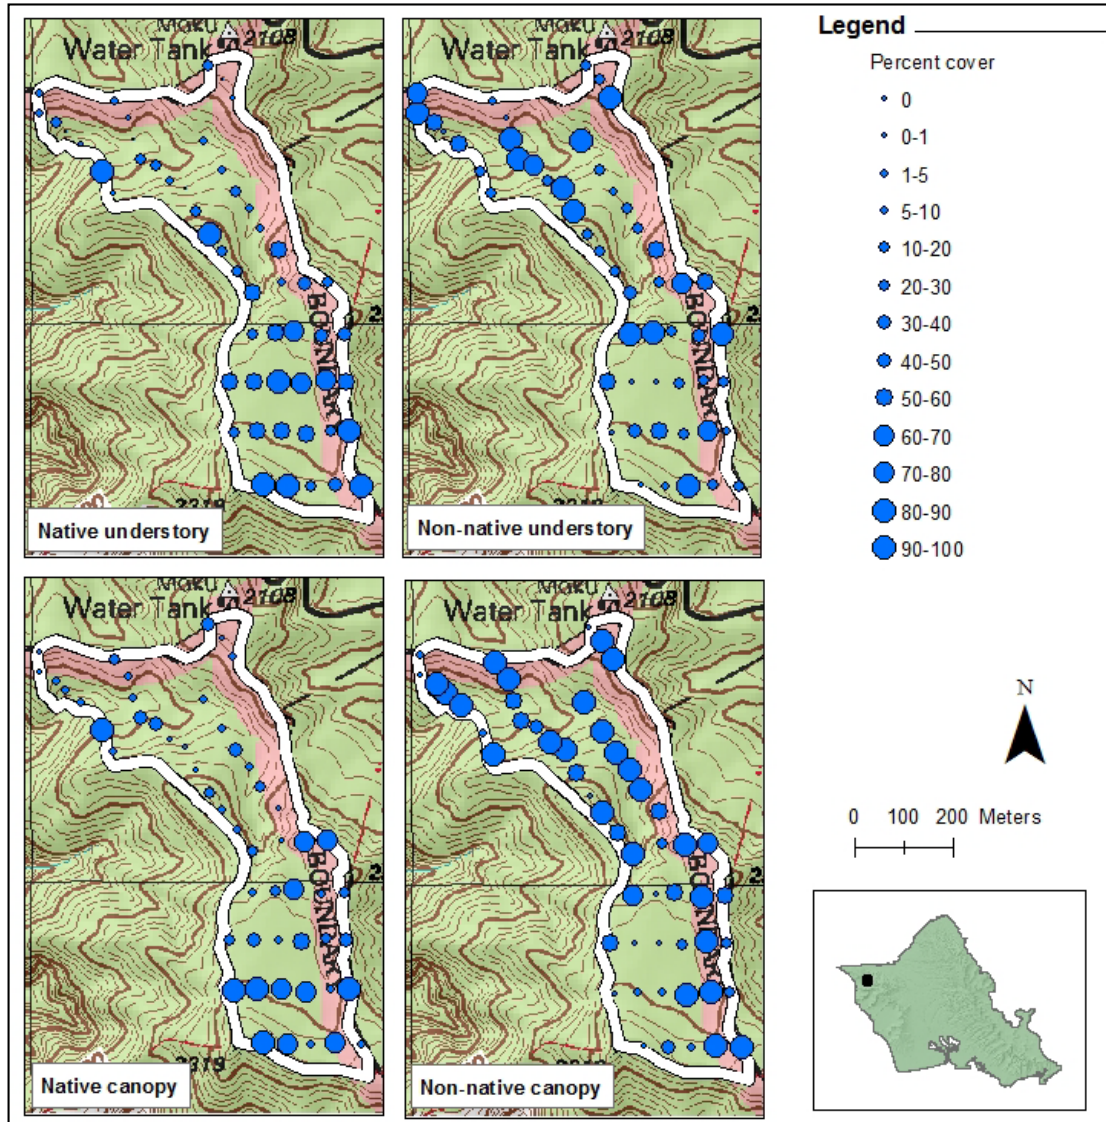 Water Tank 2108
Native understory
Water Tank 2108
Non-native understory
Legend
Percent cover
0
0-1
1-5
5-10
10-20
20-30
30-40
40-50
50-60
60-70
70-80
80-90
90-100
Water Tank 2108
Native canopy
Water Tank 2108
Non-native canopy
N
0 100 200 Meters